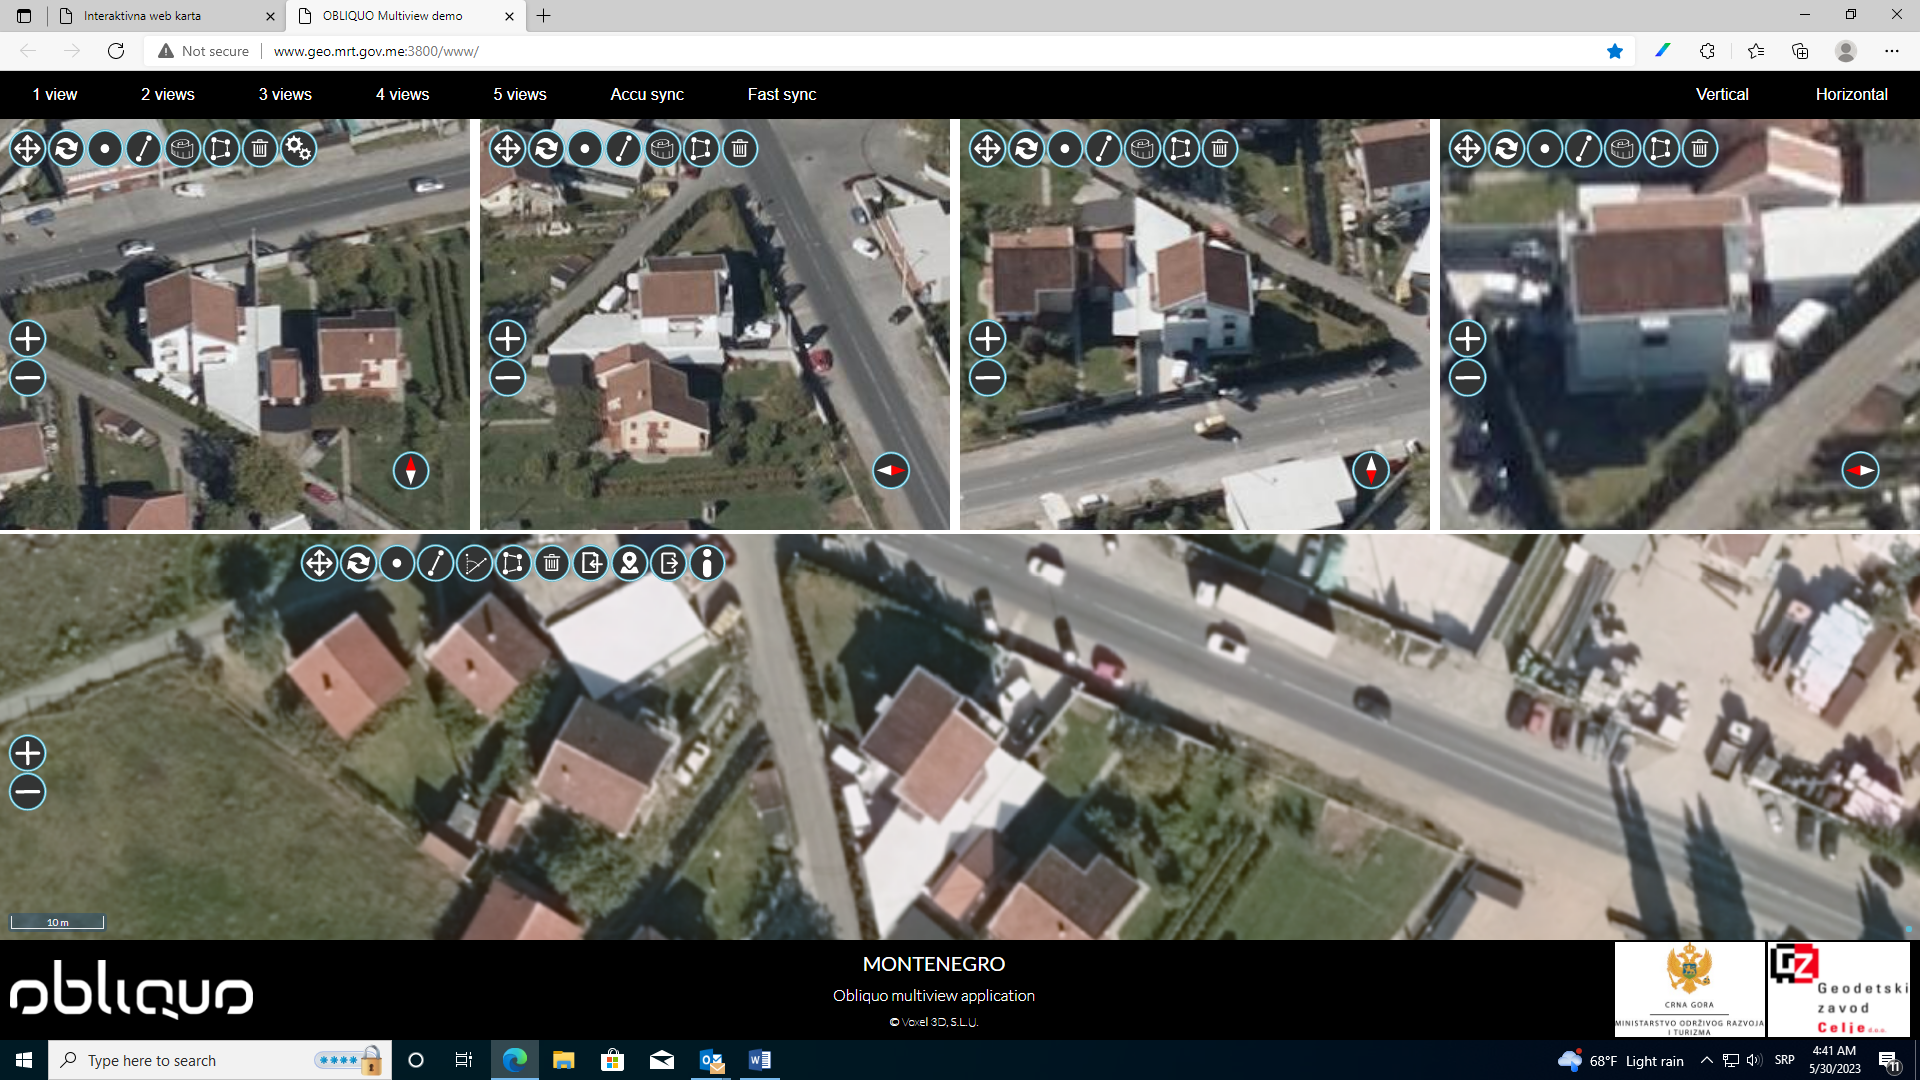 Interaktivna web karta
OBLIQUO Multiview demo
Not secure
www.geo.mrt.gov.me:3800/www/
1 view
2 views
3 views
4 views
5 views
Accu sync
Fast sync
Vertical
Horizontal
10 m
obliquo
MONTENEGRO
Obliquo multiview application
© Voxel 3D, S.L.U.
CRNA GORA
MINISTARSTVO ODRŽIVOG RAZVOJA
I TURIZMA
GZ
Geodetski
zavod
Celje d.o.o.
Type here to search
68°F Light rain
SRP
4:41 AM
5/30/2023
11